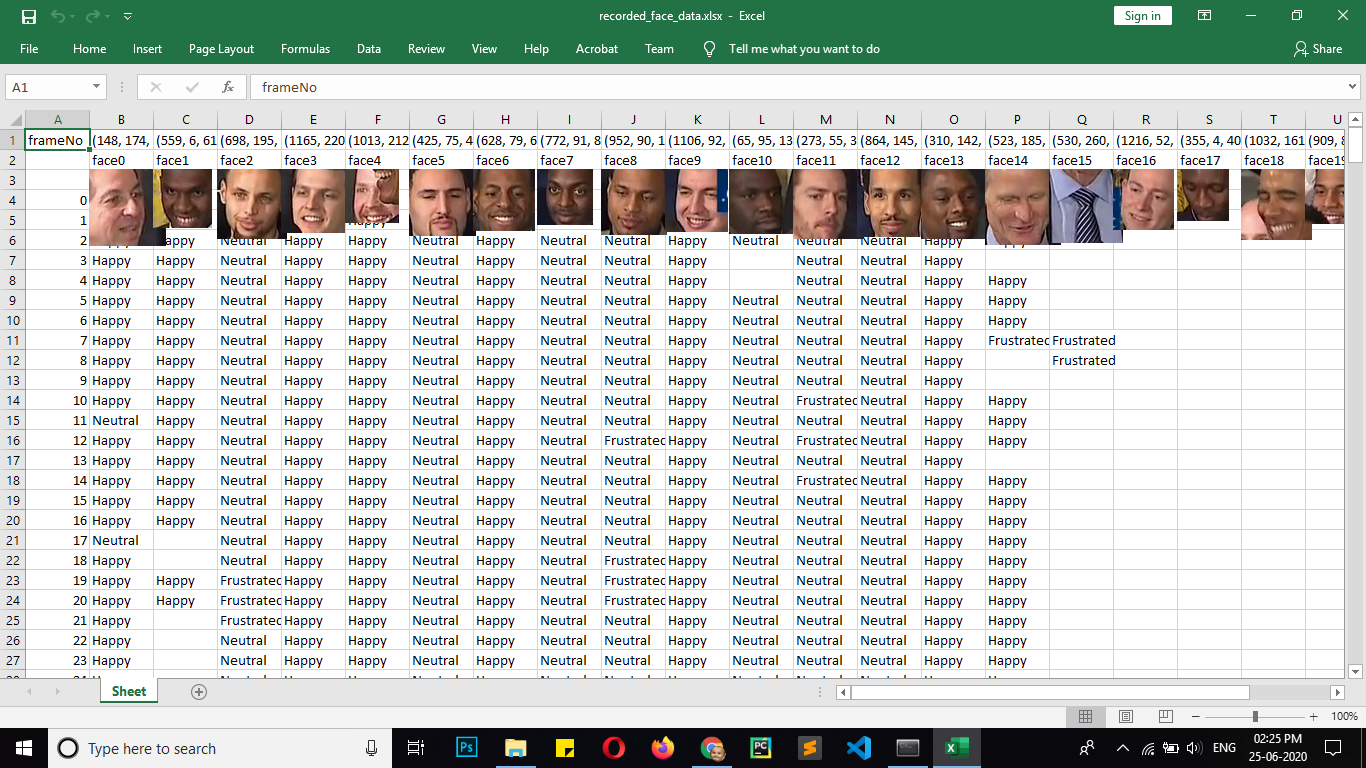 recorded_face_data.xlsx - Excel
Sign in
File Home Insert Page Layout Formulas Data Review View Help Acrobat Team Tell me what you want to do Share
A1 fx frameNo
A B C D E F G H I J K L M N O P Q R S T U
1 frameNo (148, 174, (559, 6, 61 (698, 195, (1165, 220 (1013, 212 (425, 75, 4 (628, 79, 6 (772, 91, 8 (952, 90, 1 (1106, 92, (65, 95, 13 (273, 55, 3 (864, 145, (310, 142, (523, 185, (530, 260, (1216, 52, (355, 4, 40 (1032, 161 (909, 8
2 face0 face1 face2 face3 face4 face5 face6 face7 face8 face9 face10 face11 face12 face13 face14 face15 face16 face17 face18 face19
3
4 0
5 1
6 2 appy Neutral Happy Happy Neutral Happy Neutral Neutral Happy Neutral Neutral Neutral Happy
7 3 Happy Happy Neutral Happy Happy Neutral Happy Neutral Neutral Happy Neutral Neutral Happy
8 4 Happy Happy Neutral Happy Happy Neutral Happy Neutral Neutral Happy Neutral Neutral Happy Happy
9 5 Happy Happy Neutral Happy Happy Neutral Happy Neutral Neutral Happy Neutral Neutral Neutral Happy Happy
10 6 Happy Happy Neutral Happy Happy Neutral Happy Neutral Neutral Happy Neutral Neutral Neutral Happy Happy
11 7 Happy Happy Neutral Happy Happy Neutral Happy Neutral Neutral Happy Neutral Neutral Neutral Happy Frustrated Frustrated
12 8 Happy Happy Neutral Happy Happy Neutral Happy Neutral Neutral Happy Neutral Neutral Neutral Happy Frustrated
13 9 Happy Happy Neutral Happy Happy Neutral Happy Neutral Neutral Happy Neutral Neutral Neutral Happy
14 10 Happy Happy Neutral Happy Happy Neutral Happy Neutral Neutral Happy Neutral Frustrated Neutral Happy Happy
15 11 Neutral Happy Neutral Happy Happy Neutral Happy Neutral Neutral Happy Neutral Neutral Neutral Happy Happy
16 12 Happy Happy Neutral Happy Happy Neutral Happy Neutral Frustrated Happy Neutral Frustrated Neutral Happy Happy
17 13 Happy Happy Neutral Happy Happy Neutral Happy Neutral Neutral Happy Neutral Neutral Neutral Happy
18 14 Happy Happy Neutral Happy Happy Neutral Happy Neutral Neutral Happy Neutral Frustrated Neutral Happy Happy
19 15 Happy Happy Neutral Happy Happy Neutral Happy Neutral Neutral Happy Neutral Neutral Neutral Happy Happy
20 16 Happy Happy Neutral Happy Happy Neutral Happy Neutral Neutral Happy Neutral Neutral Neutral Happy Happy
21 17 Neutral Neutral Happy Happy Neutral Happy Neutral Neutral Happy Neutral Neutral Neutral Happy Happy
22 18 Happy Neutral Happy Happy Neutral Happy Neutral Frustrated Happy Neutral Neutral Neutral Happy Happy
23 19 Happy Happy Frustrated Happy Happy Neutral Happy Neutral Frustrated Happy Neutral Neutral Neutral Happy Happy
24 20 Happy Happy Frustrated Happy Happy Neutral Happy Neutral Frustrated Happy Neutral Neutral Neutral Happy Happy
25 21 Happy Frustrated Happy Happy Neutral Happy Neutral Neutral Happy Neutral Neutral Neutral Happy Happy
26 22 Happy Neutral Happy Happy Neutral Happy Neutral Neutral Happy Neutral Neutral Neutral Happy Happy
27 23 Happy Neutral Happy Happy Neutral Happy Neutral Neutral Happy Neutral Neutral Neutral Happy Happy
Sheet
100%
Type here to search
Ps
PC
ENG
02:25 PM
25-06-2020